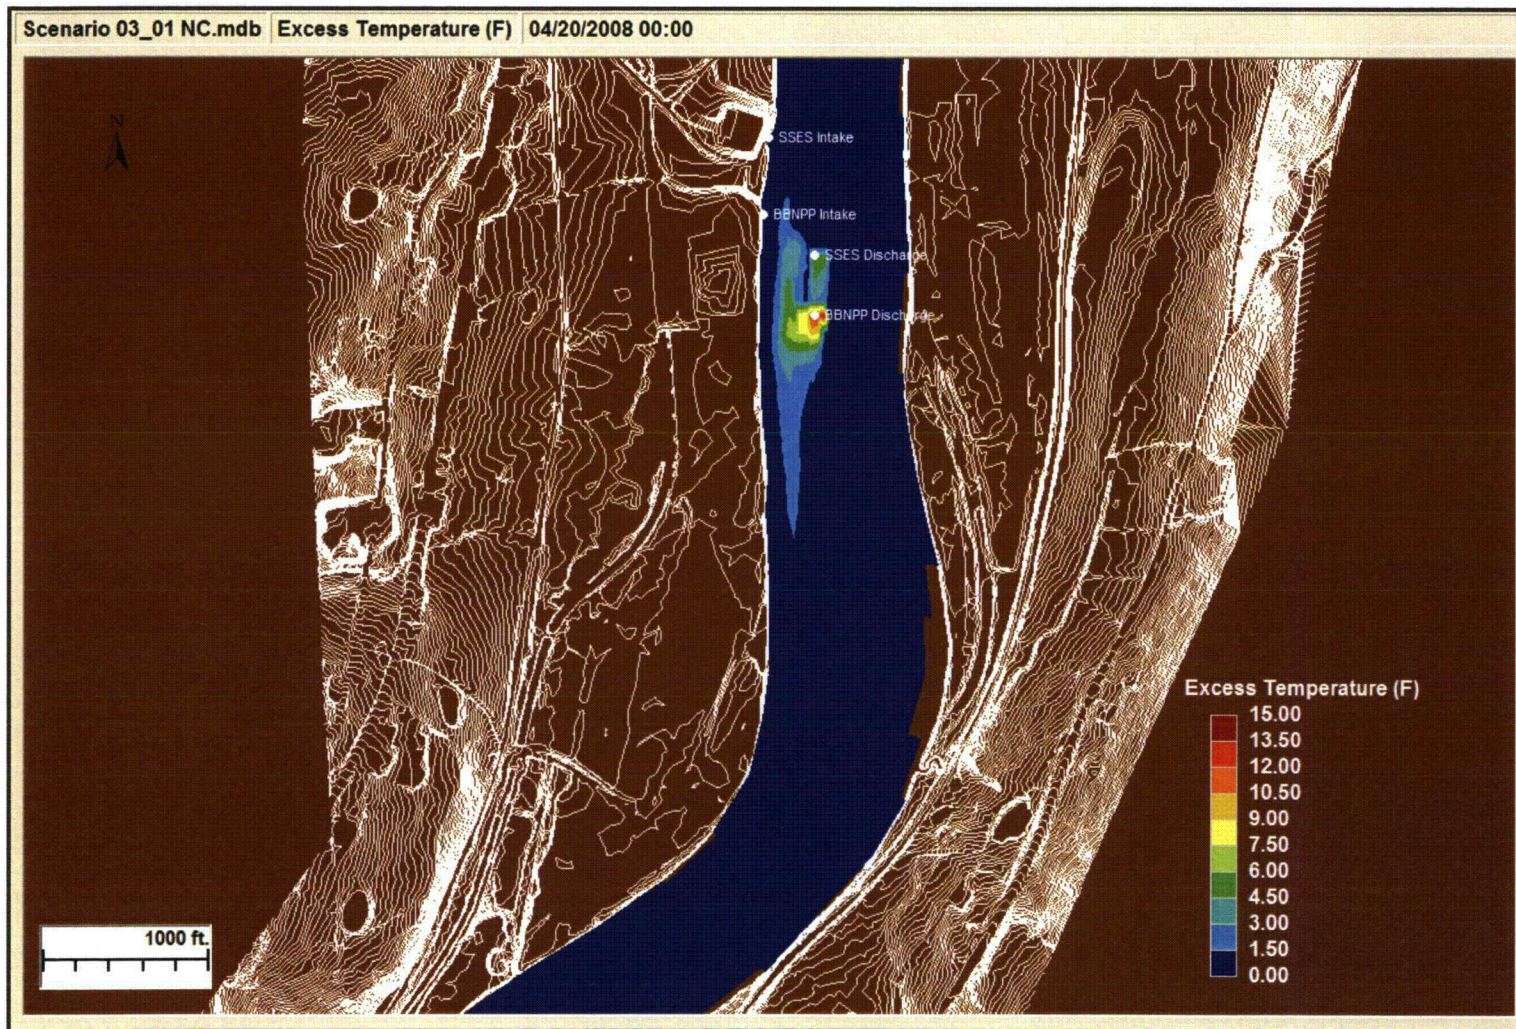 Scenario 03_01 NC.mdb Excess Temperature (F) 04/20/2008 00:00
N
SSES Intake
BBNPP Intake
SSES Discharge
BBNPP Discharge
Excess Temperature (F)
15.00
13.50
12.00
10.50
9.00
7.50
6.00
4.50
3.00
1.50
0.00
1000 ft.